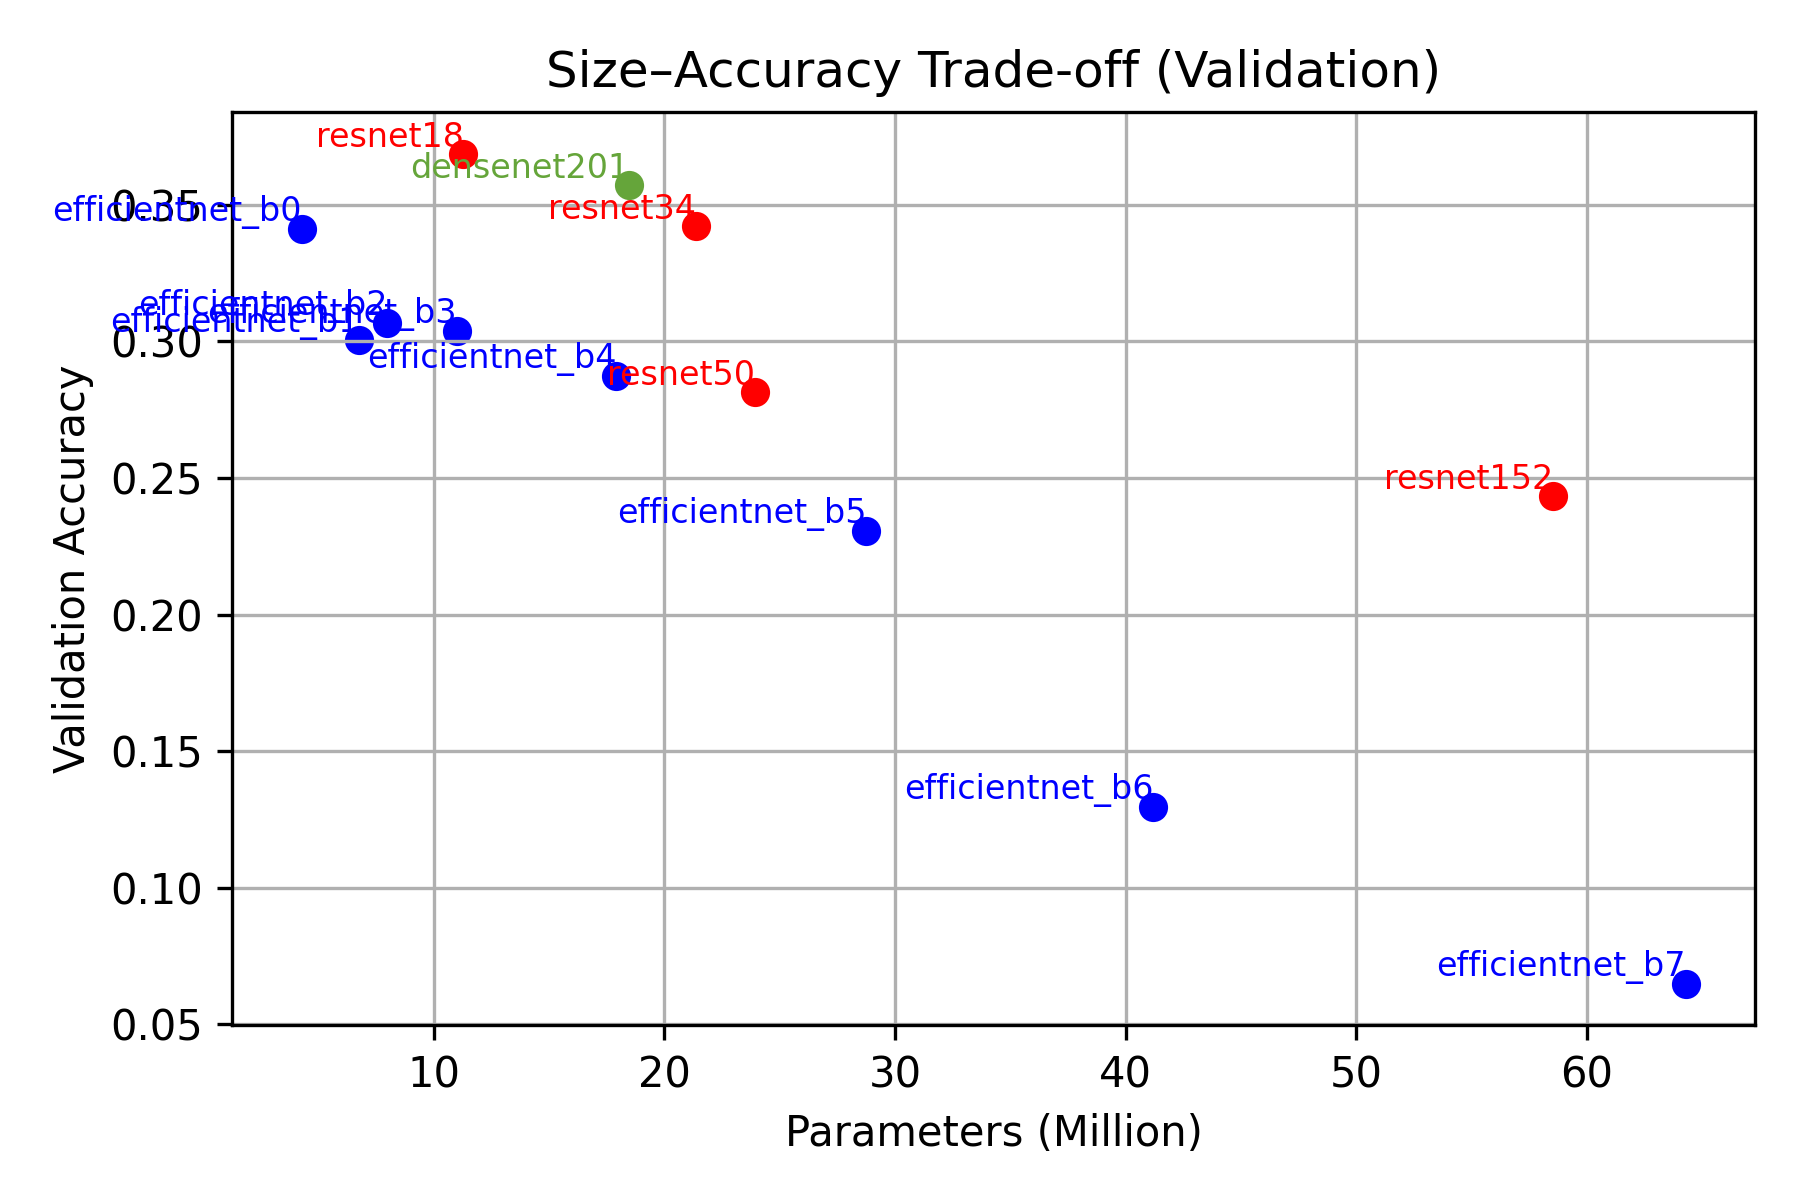 Size–Accuracy Trade-off (Validation)
resnet18
densenet201
0.35
efficientnet_b0
resnet34
efficientnet_b2
efficientnet_b3
efficientnet_b1
0.30
efficientnet_b4
resnet50
0.25
resnet152
efficientnet_b5
Validation Accuracy
0.20
0.15
efficientnet_b6
0.10
efficientnet_b7
0.05
10 20 30 40 50 60
Parameters (Million)